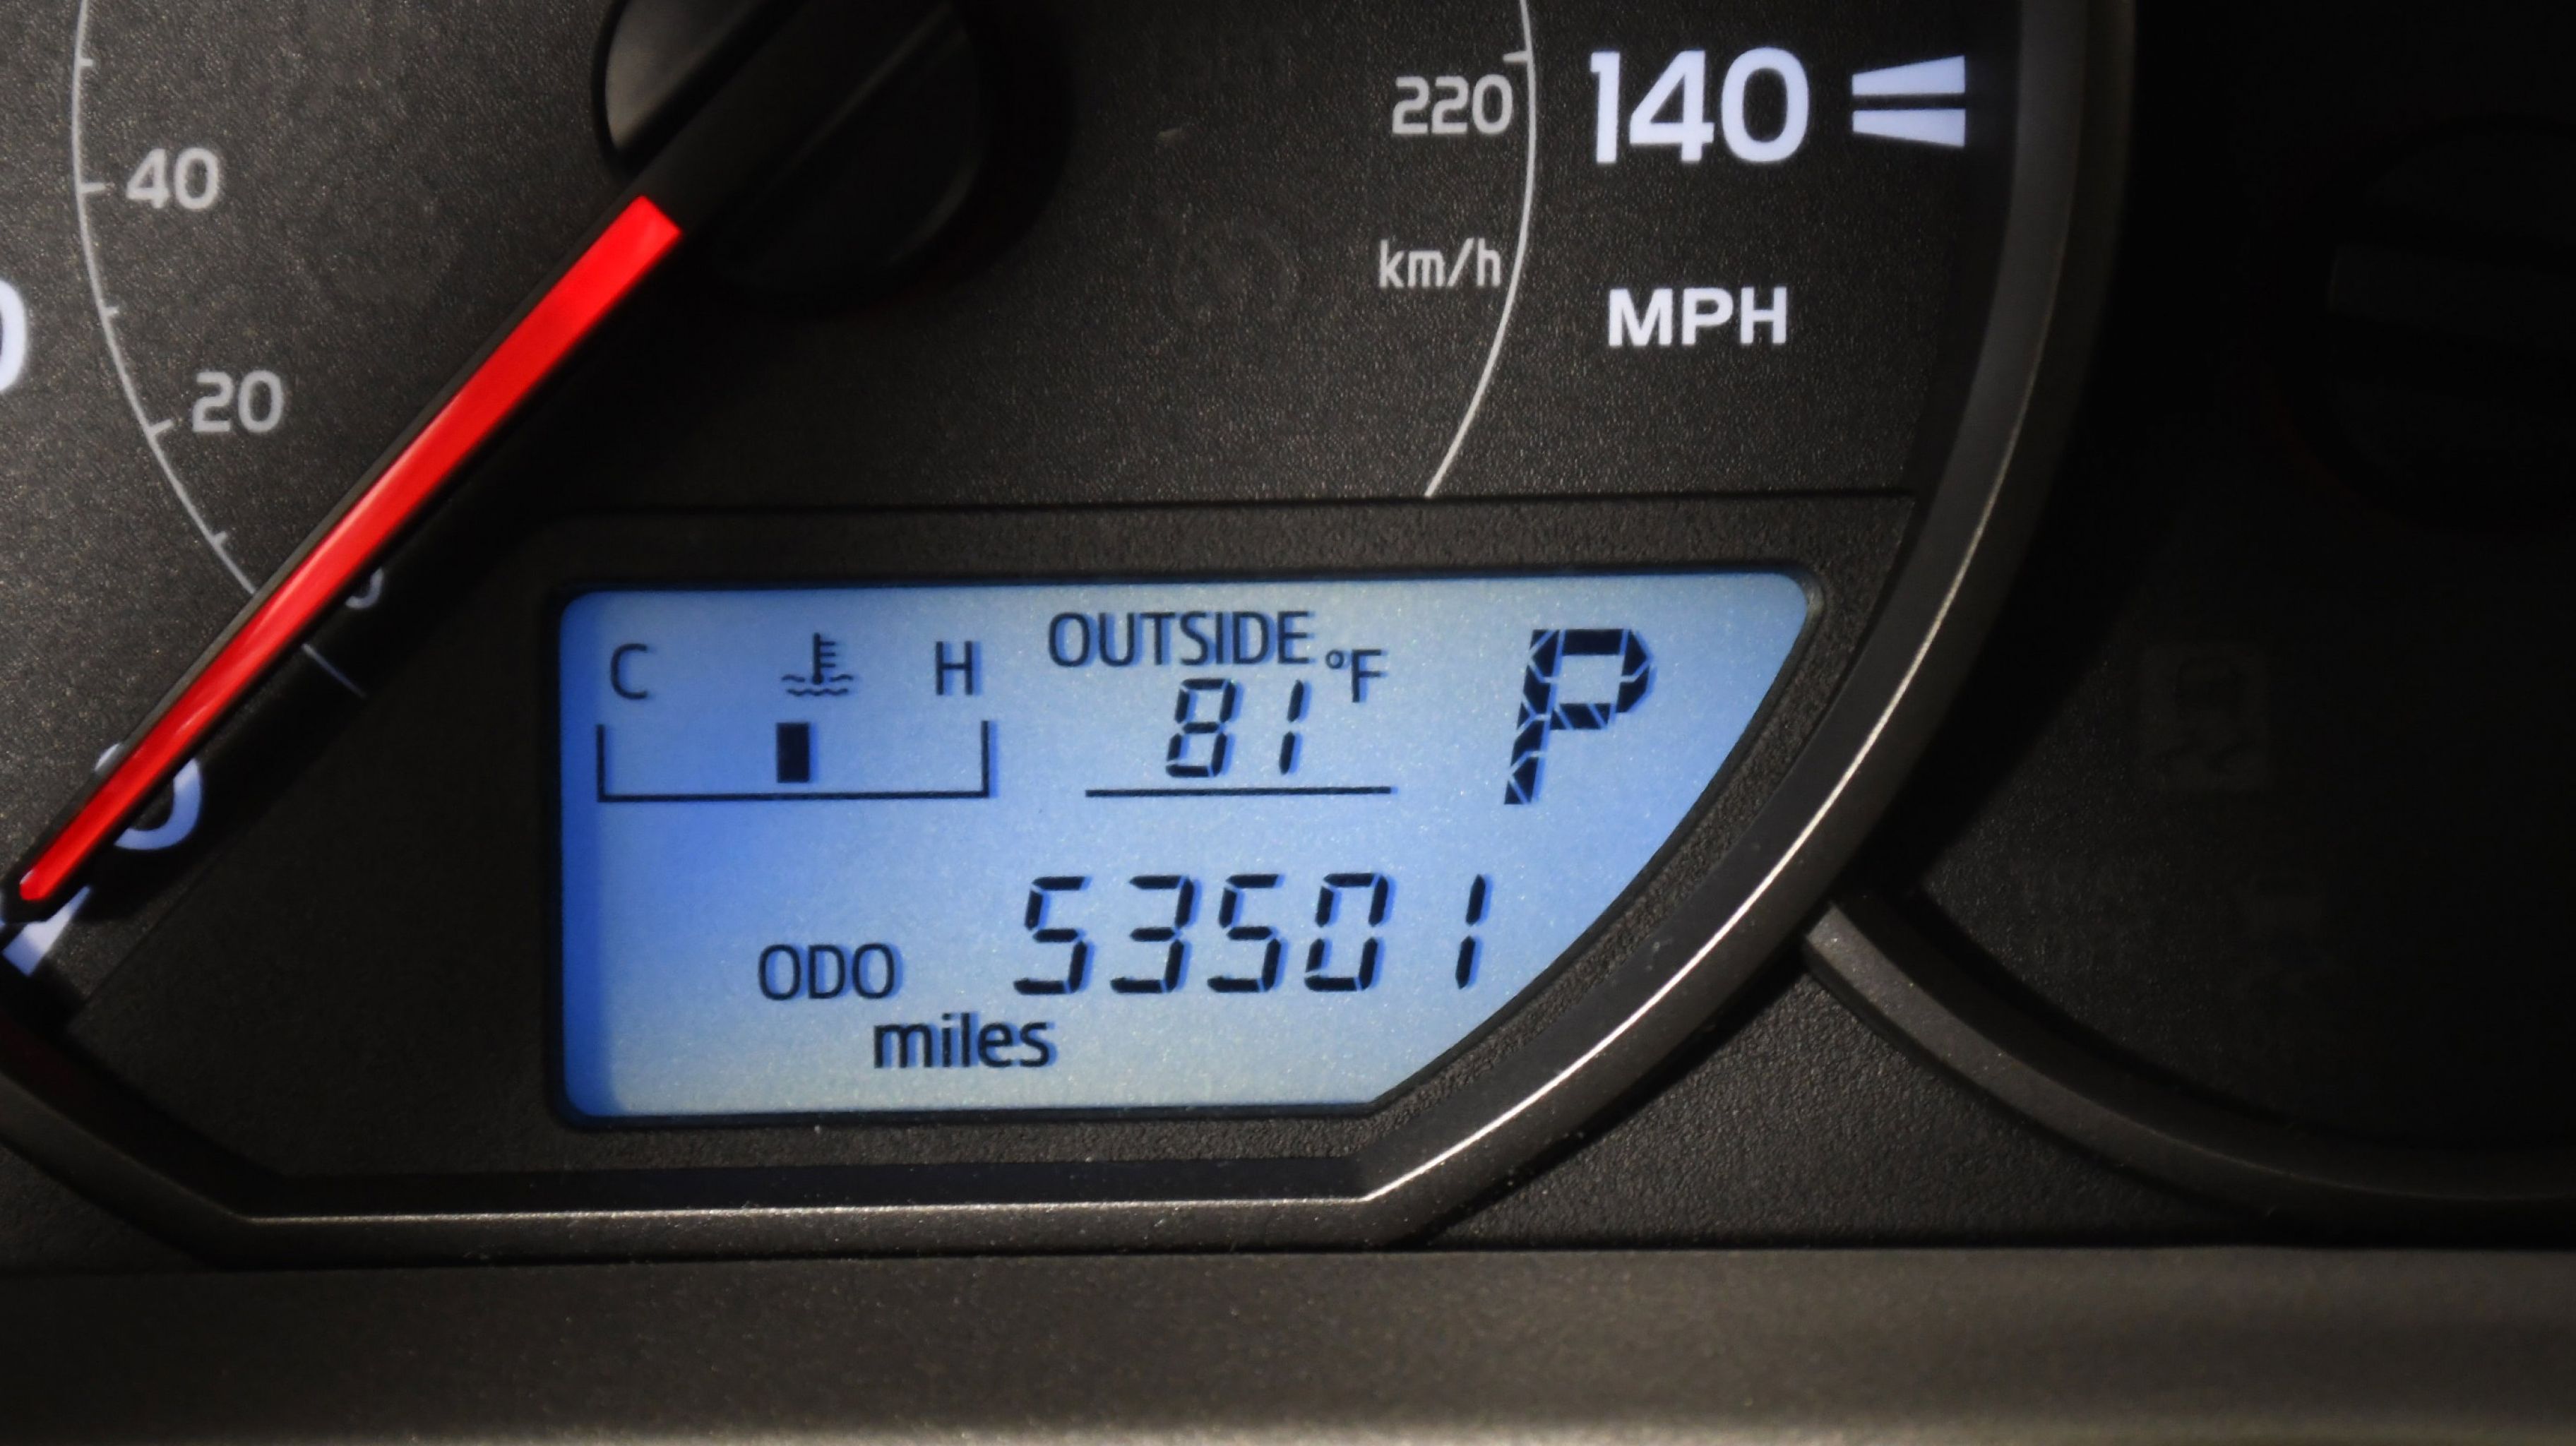 220 140
40
km/h
MPH
20
C H OUTSIDE °F P
81
ODO 53501
miles